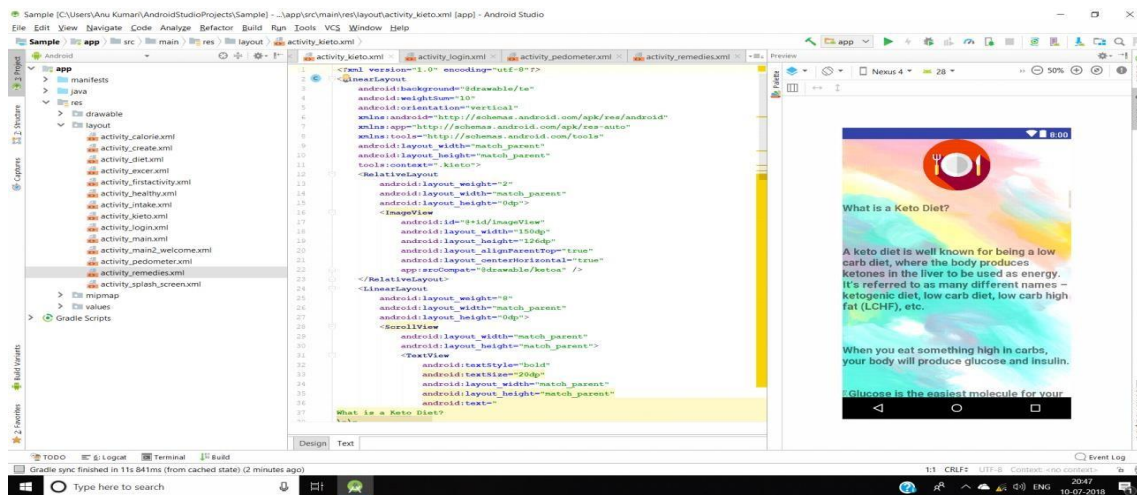 Sample [C:\Users\Anu Kumari\AndroidStudioProjects\Sample] - ...\app\src\main\res\layout\activity_kieto.xml [app] - Android Studio
File Edit View Navigate Code Analyze Refactor Build Run Tools VCS Window Help
Sample app src main res layout activity_kieto.xml
app
Android
activity_kieto.xml activity_login.xml activity_pedometer.xml activity_remedies.xml
Preview
1: Project
2: Structure
Captures
Build Variants
2: Favorites
app
manifests
java
res
drawable
layout
activity_calorie.xml
activity_create.xml
activity_diet.xml
activity_excer.xml
activity_firstactivity.xml
activity_healthy.xml
activity_intake.xml
activity_kieto.xml
activity_login.xml
activity_main.xml
activity_main2_welcome.xml
activity_pedometer.xml
activity_remedies.xml
activity_splash_screen.xml
mipmap
values
Gradle Scripts
<?xml version="1.0" encoding="utf-8"?>
<LinearLayout
android:background="@drawable/te"
android:weightSum="10"
android:orientation="vertical"
xmlns:android="http://schemas.android.com/apk/res/android"
xmlns:app="http://schemas.android.com/apk/res-auto"
xmlns:tools="http://schemas.android.com/tools"
android:layout_width="match_parent"
android:layout_height="match_parent"
tools:context=".kieto">
<RelativeLayout
android:layout_weight="2"
android:layout_width="match_parent"
android:layout_height="0dp">
<ImageView
android:id="@+id/imageView"
android:layout_width="150dp"
android:layout_height="126dp"
android:layout_alignParentTop="true"
android:layout_centerHorizontal="true"
app:srcCompat="@drawable/ketoa" />
</RelativeLayout>
<LinearLayout
android:layout_weight="8"
android:layout_width="match_parent"
android:layout_height="0dp">
<ScrollView
android:layout_width="match_parent"
android:layout_height="match_parent">
<TextView
android:textStyle="bold"
android:textSize="20dp"
android:layout_width="match_parent"
android:layout_height="match_parent"
android:text="
What is a Keto Diet?
Design Text
Palette
Nexus 4 28 50%
8:00
What is a Keto Diet?
A keto diet is well known for being a low
carb diet, where the body produces
ketones in the liver to be used as energy.
It's referred to as many different names –
ketogenic diet, low carb diet, low carb high
fat (LCHF), etc.
When you eat something high in carbs,
your body will produce glucose and insulin.
Glucose is the easiest molecule for your
TODO 6: Logcat Terminal Build Event Log
Gradle sync finished in 11s 841ms (from cached state) (2 minutes ago) 1:1 CRLF UTF-8 Context: <no context>
Type here to search ENG 20:47
10-07-2018